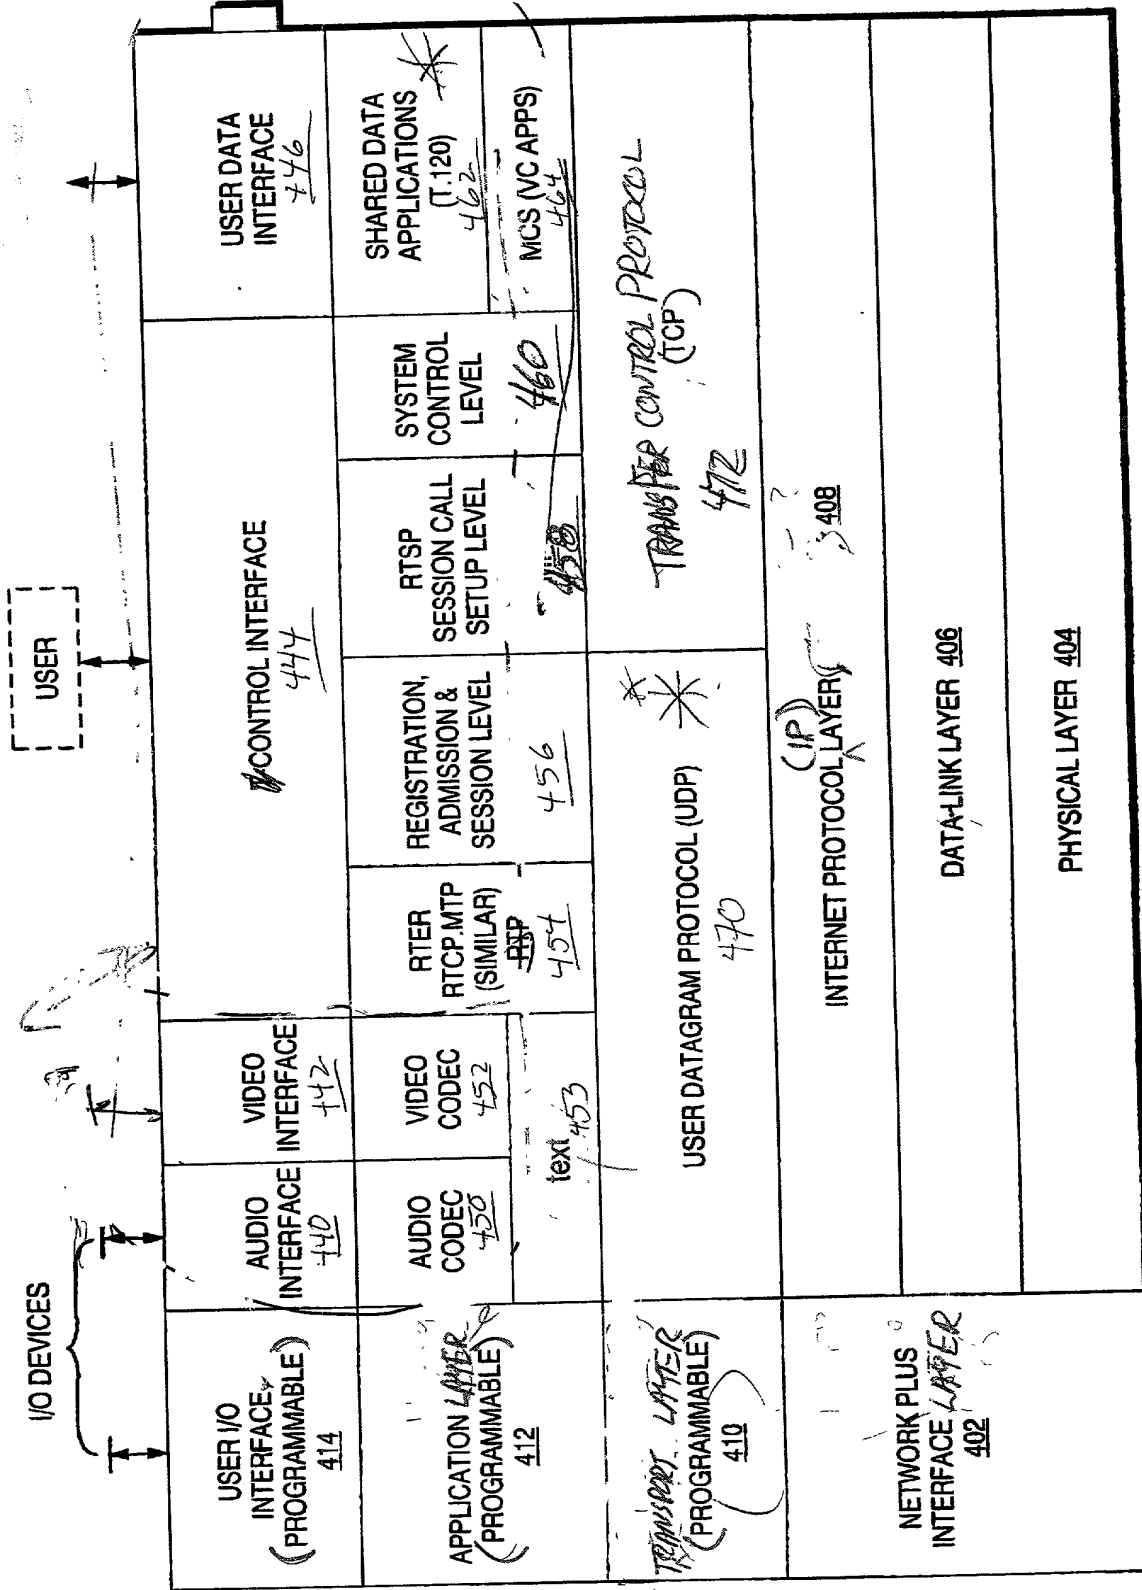 I/O DEVICES
USER
USER I/O
INTERFACE
(PROGRAMMABLE)
414
AUDIO
INTERFACE
440
VIDEO
INTERFACE
442
CONTROL INTERFACE
444
USER DATA
INTERFACE
446
APPLICATION LAYER
(PROGRAMMABLE)
412
AUDIO
CODEC
450
VIDEO
CODEC
452
text 453
RTER
RTCP.MTP
(SIMILAR)
RTP
454
REGISTRATION,
ADMISSION &
SESSION LEVEL
456
RTSP
SESSION CALL
SETUP LEVEL
458
SYSTEM
CONTROL
LEVEL
460
SHARED DATA
APPLICATIONS
(T.120)
462
MCS (VC APPS)
464
TRANSPORT LAYER
(PROGRAMMABLE)
410
USER DATAGRAM PROTOCOL (UDP)
470
TRANSFER CONTROL PROTOCOL
(TCP)
472
NETWORK PLUS
INTERFACE LAYER
402
(IP)
INTERNET PROTOCOL LAYER 408
DATA-LINK LAYER 406
PHYSICAL LAYER 404